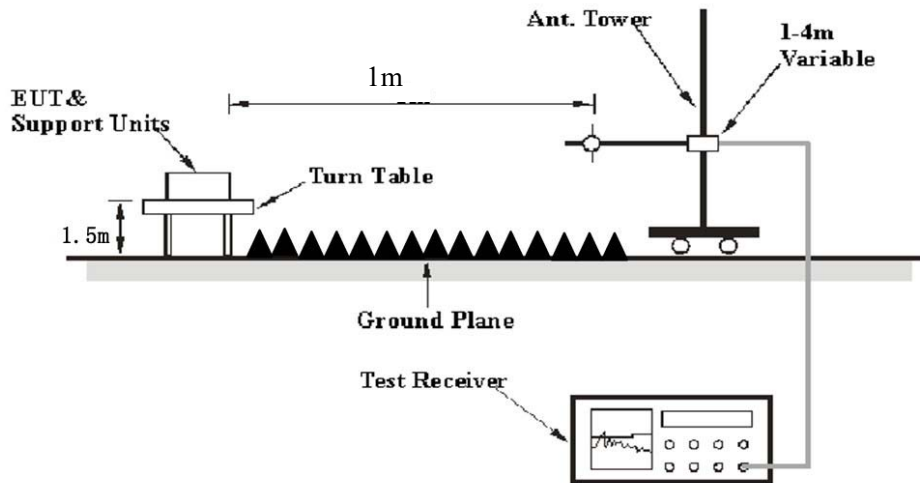 Ant. Tower
1-4m
Variable
1m
EUT &
Support Units
Turn Table
1.5m
Ground Plane
Test Receiver